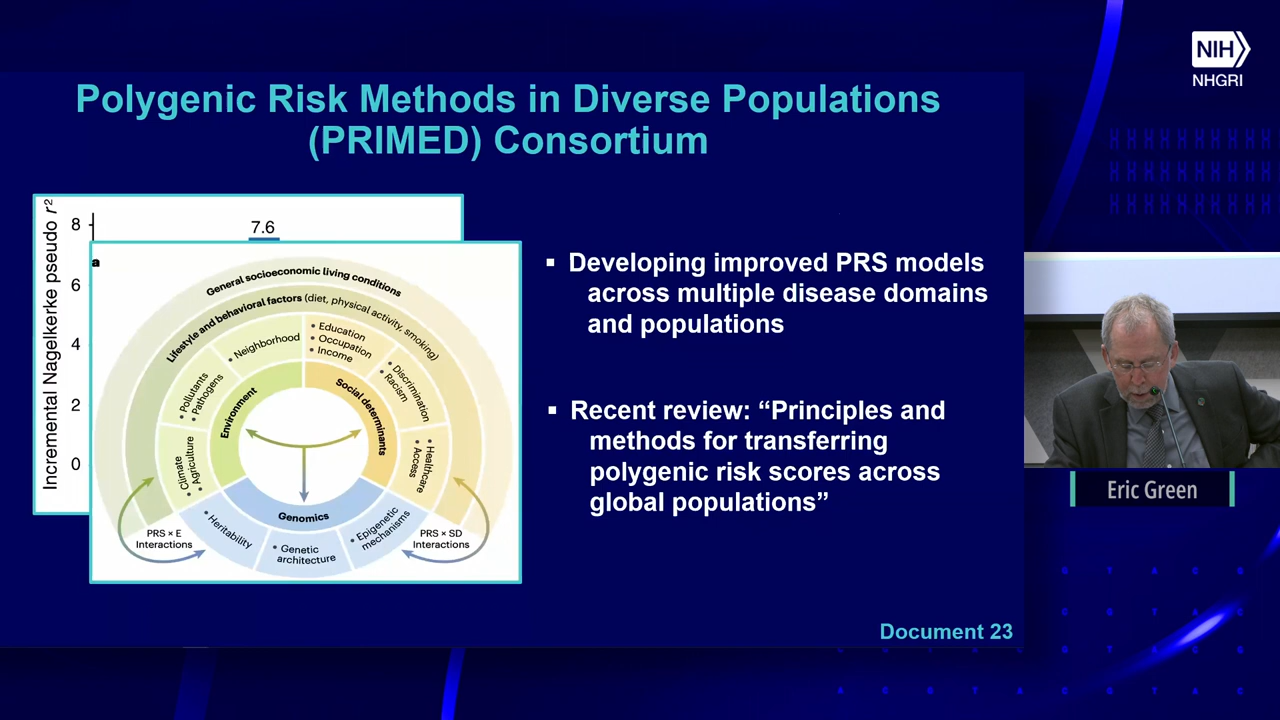 NIH
NHGRI
Polygenic Risk Methods in Diverse Populations
(PRIMED) Consortium
Incremental Nagelkerke pseudo r²
8
6
4
2
0
7.6
a
General socioeconomic living conditions
Lifestyle and behavioral factors (diet, physical activity, smoking)
• Neighborhood
• Education
• Occupation
• Income
• Pollutants
• Pathogens
• Discrimination
• Racism
Environment
Social determinants
• Climate
• Agriculture
• Healthcare
Access
Genomics
• Heritability
• Genetic
architecture
• Epigenetic
mechanisms
PRS × E
Interactions
PRS × SD
Interactions
▪ Developing improved PRS models
across multiple disease domains
and populations
▪ Recent review: “Principles and
methods for transferring
polygenic risk scores across
global populations”
Document 23
Eric Green